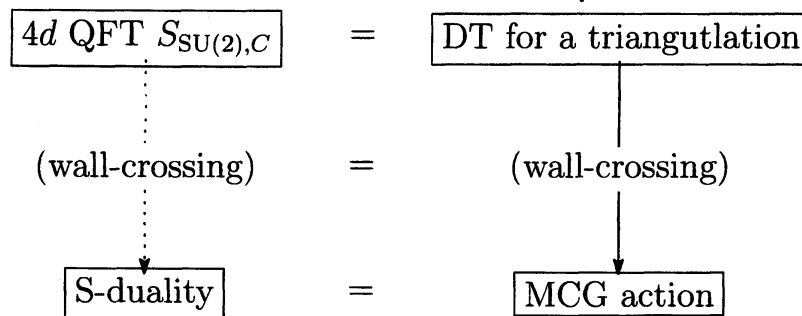 4d QFT S_{SU(2),C} = DT for a triangutlation
(wall-crossing) = (wall-crossing)
S-duality = MCG action